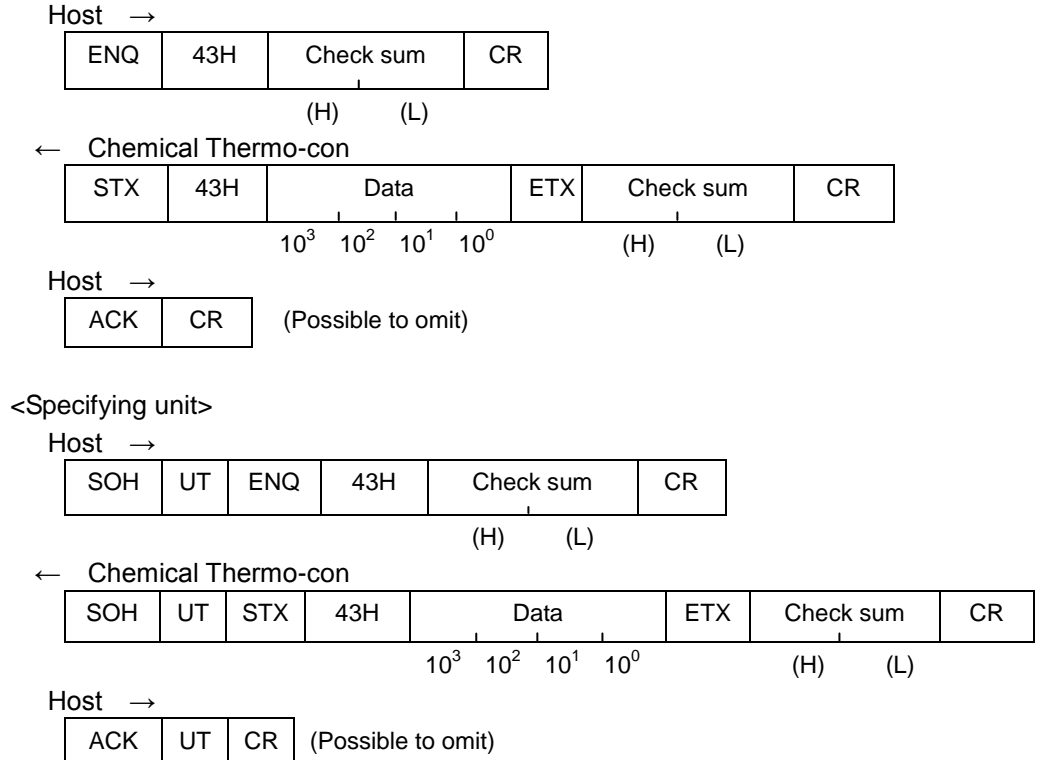 Host →
ENQ 43H Check sum CR
(H) (L)
← Chemical Thermo-con
STX 43H Data ETX Check sum CR
10³ 10² 10¹ 10⁰ (H) (L)
Host →
ACK CR (Possible to omit)
<Specifying unit>
Host →
SOH UT ENQ 43H Check sum CR
(H) (L)
← Chemical Thermo-con
SOH UT STX 43H Data ETX Check sum CR
10³ 10² 10¹ 10⁰ (H) (L)
Host →
ACK UT CR (Possible to omit)